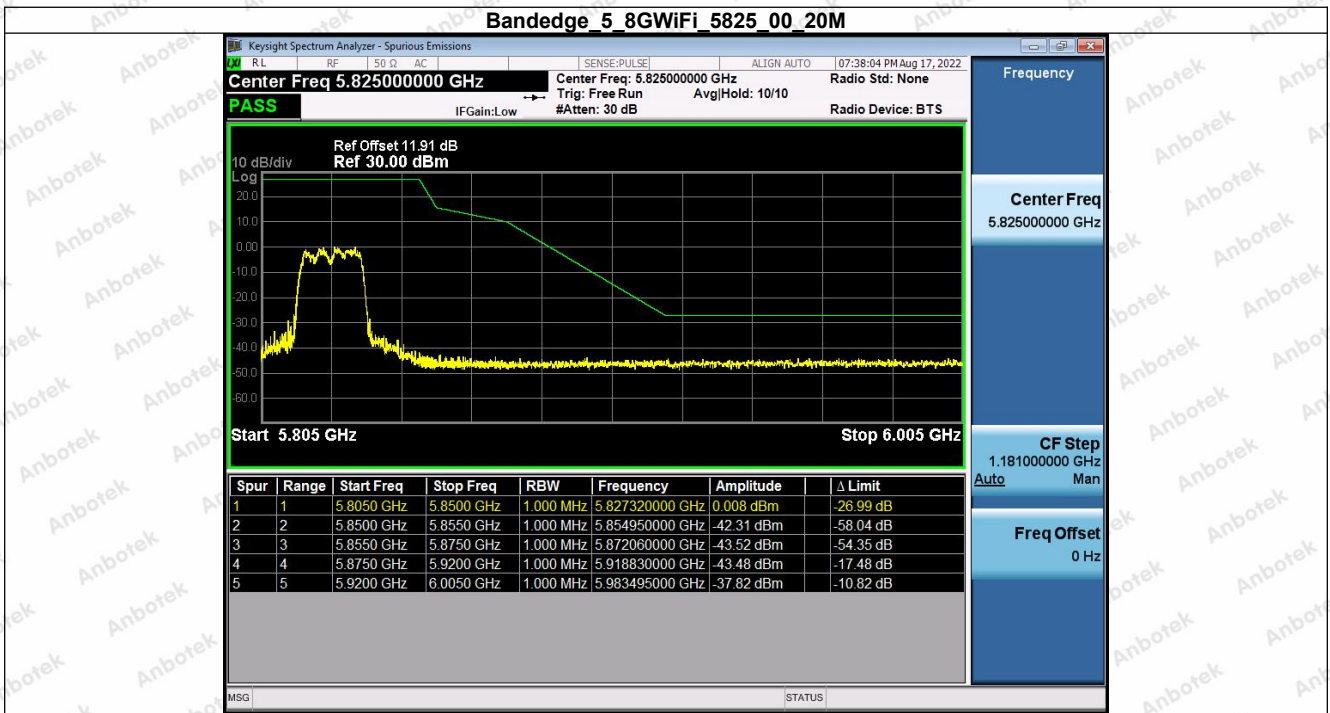 Bandedge_5_8GWiFi_5825_00_20M
Keysight Spectrum Analyzer - Spurious Emissions
LXI RL RF 50 Ω AC SENSE:PULSE ALIGN AUTO 07:38:04 PM Aug 17, 2022
Center Freq 5.825000000 GHz
Center Freq: 5.825000000 GHz
Radio Std: None
Trig: Free Run Avg|Hold: 10/10
PASS
IFGain:Low
#Atten: 30 dB
Radio Device: BTS
Frequency
Ref Offset 11.91 dB
10 dB/div Ref 30.00 dBm
Log
20.0
10.0
0.00
-10.0
-20.0
-30.0
-40.0
-50.0
-60.0
Start 5.805 GHz Stop 6.005 GHz
Center Freq
5.825000000 GHz
CF Step
1.181000000 GHz
Auto Man
Freq Offset
0 Hz
Spur Range Start Freq Stop Freq RBW Frequency Amplitude Δ Limit
1 1 5.8050 GHz 5.8500 GHz 1.000 MHz 5.827320000 GHz 0.008 dBm -26.99 dB
2 2 5.8500 GHz 5.8550 GHz 1.000 MHz 5.854950000 GHz -42.31 dBm -58.04 dB
3 3 5.8550 GHz 5.8750 GHz 1.000 MHz 5.872060000 GHz -43.52 dBm -54.35 dB
4 4 5.8750 GHz 5.9200 GHz 1.000 MHz 5.918830000 GHz -43.48 dBm -17.48 dB
5 5 5.9200 GHz 6.0050 GHz 1.000 MHz 5.983495000 GHz -37.82 dBm -10.82 dB
MSG STATUS
Anbotek